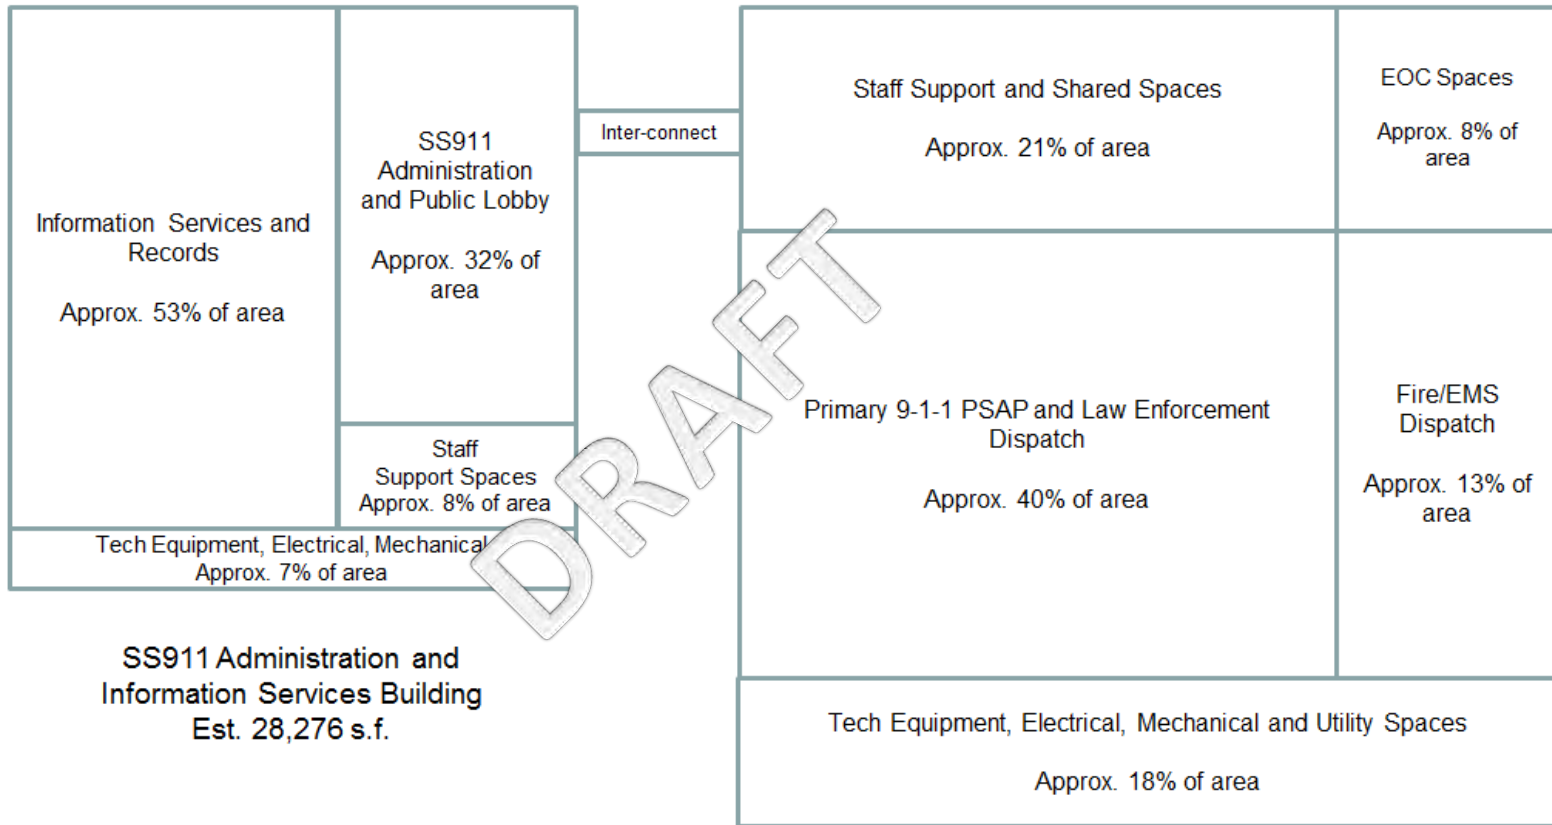 Information Services and
Records
Approx. 53% of area
SS911
Administration
and Public Lobby
Approx. 32% of
area
Staff
Support Spaces
Approx. 8% of area
Tech Equipment, Electrical, Mechanical
Approx. 7% of area
SS911 Administration and
Information Services Building
Est. 28,276 s.f.
Inter-connect
Staff Support and Shared Spaces
Approx. 21% of area
EOC Spaces
Approx. 8% of
area
Primary 9-1-1 PSAP and Law Enforcement
Dispatch
Approx. 40% of area
Fire/EMS
Dispatch
Approx. 13% of
area
Tech Equipment, Electrical, Mechanical and Utility Spaces
Approx. 18% of area
DRAFT